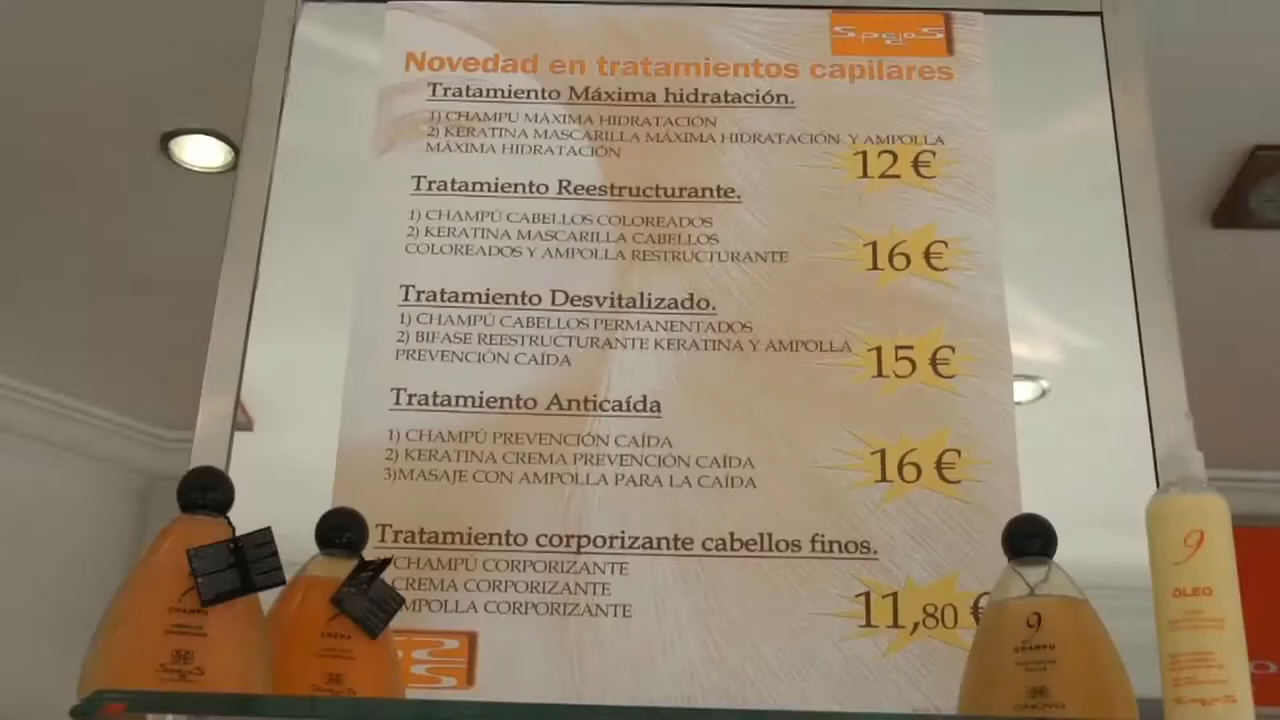 Spejos
Novedad en tratamientos capilares
Tratamiento Máxima hidratación.
1) CHAMPÚ MÁXIMA HIDRATACIÓN
2) KERATINA MASCARILLA MÁXIMA HIDRATACIÓN Y AMPOLLA
MÁXIMA HIDRATACIÓN
12 €
Tratamiento Reestructurante.
1) CHAMPÚ CABELLOS COLOREADOS
2) KERATINA MASCARILLA CABELLOS
COLOREADOS Y AMPOLLA RESTRUCTURANTE
16 €
Tratamiento Desvitalizado.
1) CHAMPÚ CABELLOS PERMANENTADOS
2) BIFASE REESTRUCTURANTE KERATINA Y AMPOLLA
PREVENCIÓN CAÍDA
15 €
Tratamiento Anticaída
1) CHAMPÚ PREVENCIÓN CAÍDA
2) KERATINA CREMA PREVENCIÓN CAÍDA
3)MASAJE CON AMPOLLA PARA LA CAÍDA
16 €
Tratamiento corporizante cabellos finos.
CHAMPÚ CORPORIZANTE
CREMA CORPORIZANTE
MPOLLA CORPORIZANTE
11,80 €
CHAMPU
CREMA
9
CHAMPU
9
ÓLEO